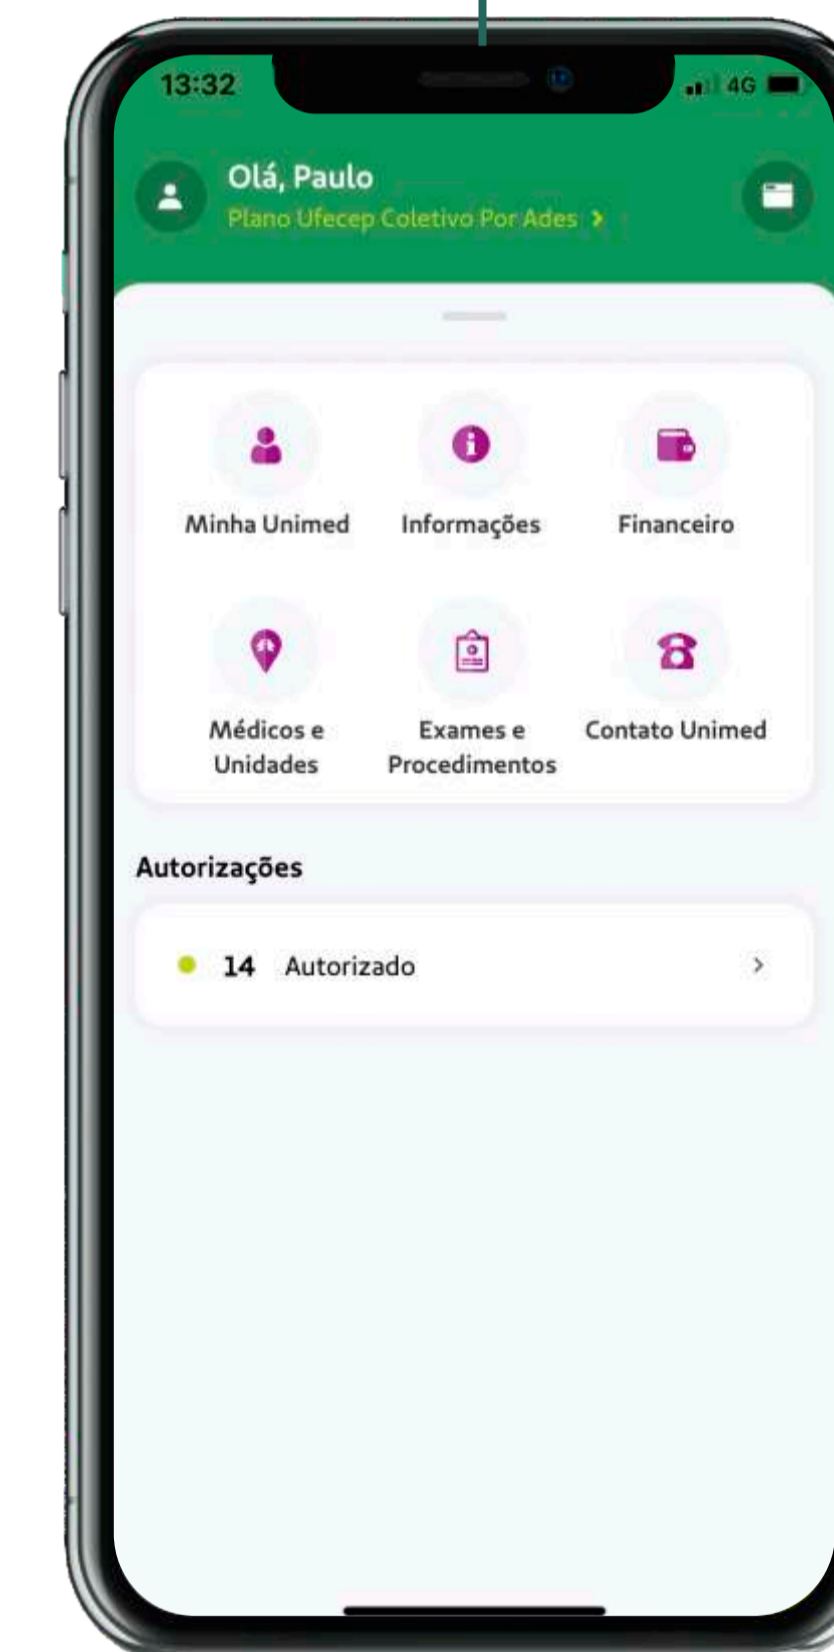 13:32
4G
Olá, Paulo
Plano Ufecep Coletivo Por Ades >
Minha Unimed
Informações
Financeiro
Médicos e
Unidades
Exames e
Procedimentos
Contato Unimed
Autorizações
14 Autorizado >